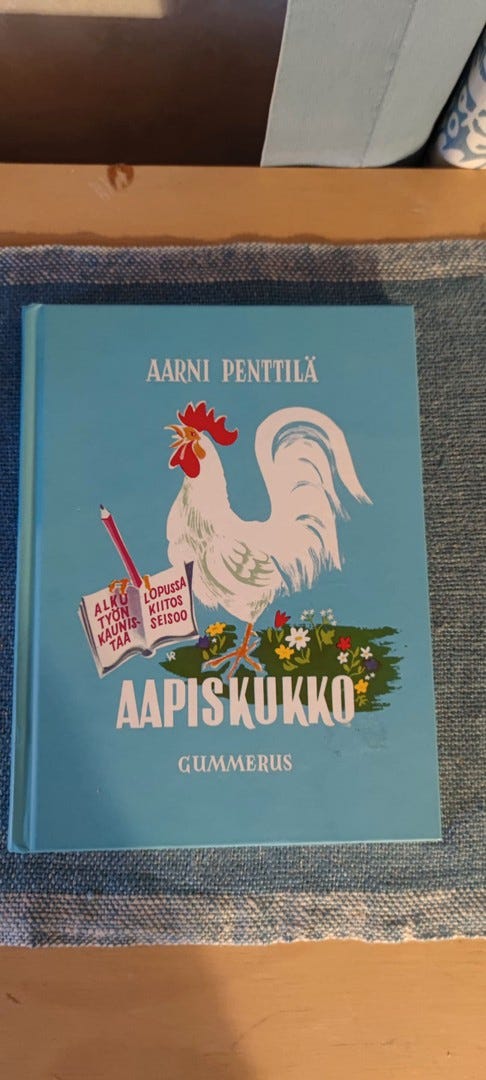 AARNI PENTTILÄ
ALKU
TYÖN
KAUNIS-
TAA
LOPUSSA
KIITOS
SEISOO
AAPISKUKKO
GUMMERUS